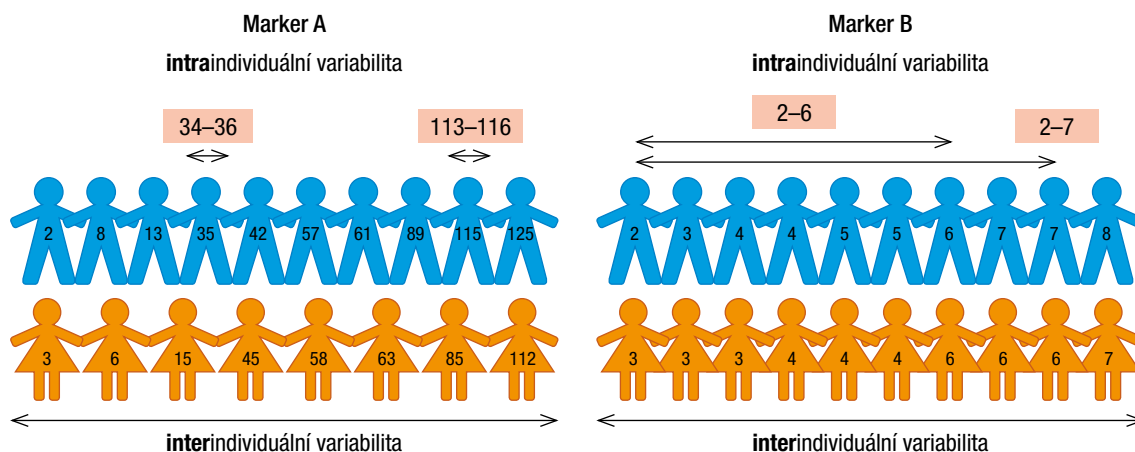 Marker A
intraindividuální variabilita
34–36
113–116
2 8 13 35 42 57 61 89 115 125
3 6 15 45 58 63 85 112
interindividuální variabilita
Marker B
intraindividuální variabilita
2–6
2–7
2 3 4 4 5 5 6 7 7 8
3 3 3 4 4 4 6 6 6 7
interindividuální variabilita